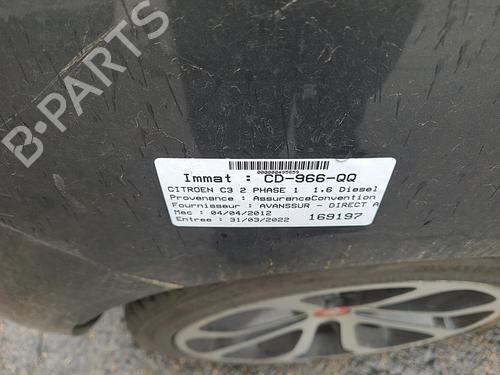 B-PARTS
000000495659
Immat : CD-966-QQ
CITROEN C3 2 PHASE 1 1.6 Diesel
Provenance : AssuranceConvention
Fournisseur : AVANSSUR - DIRECT A
Mec : 04/04/2012
Entree : 31/03/2022 169197